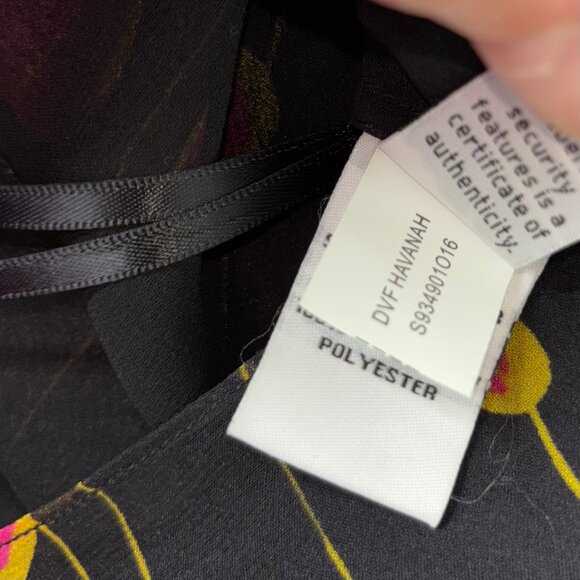 security
features is a
certificate of
authenticity.
DVF HAVANAH
S934901O16
POLYESTER